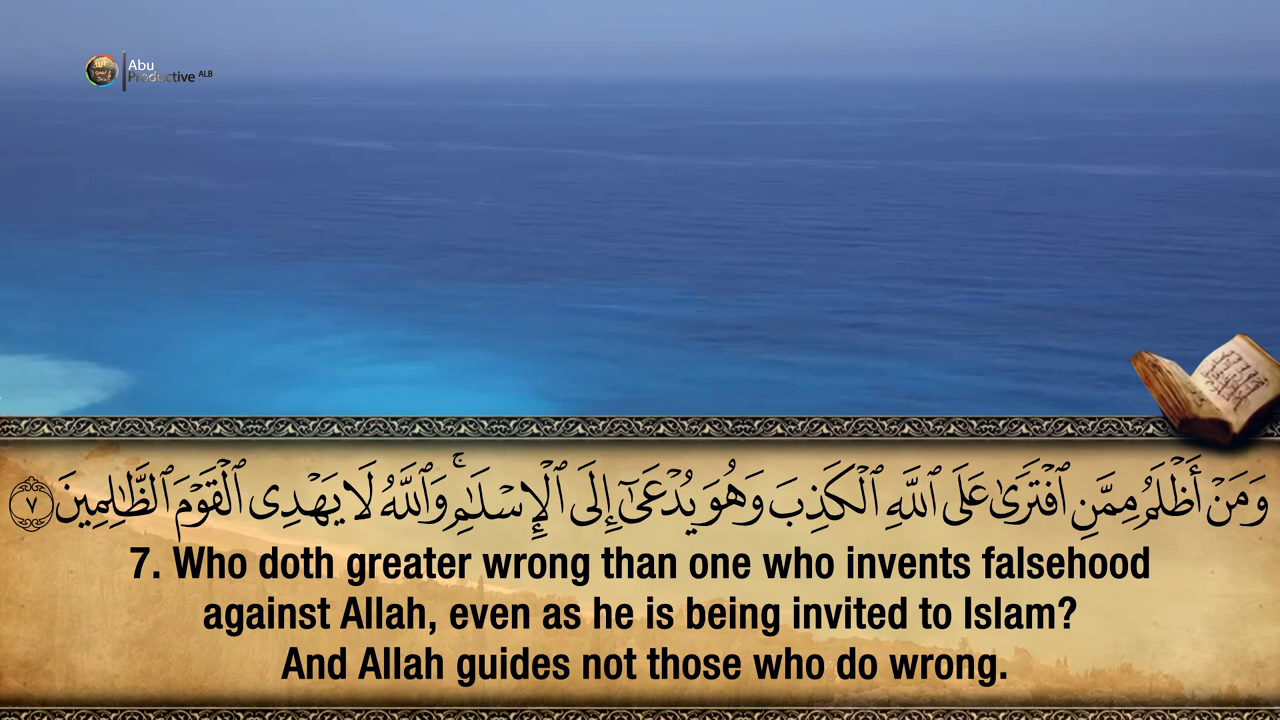 Abu
Productive ALB
وَمَنْ أَظْلَمُ مِمَّنِ ٱفْتَرَىٰ عَلَى ٱللَّهِ ٱلْكَذِبَ وَهُوَ يُدْعَىٰٓ إِلَى ٱلْإِسْلَـٰمِ ۚ وَٱللَّهُ لَا يَهْدِى ٱلْقَوْمَ ٱلظَّـٰلِمِينَ ٧
7. Who doth greater wrong than one who invents falsehood
against Allah, even as he is being invited to Islam?
And Allah guides not those who do wrong.